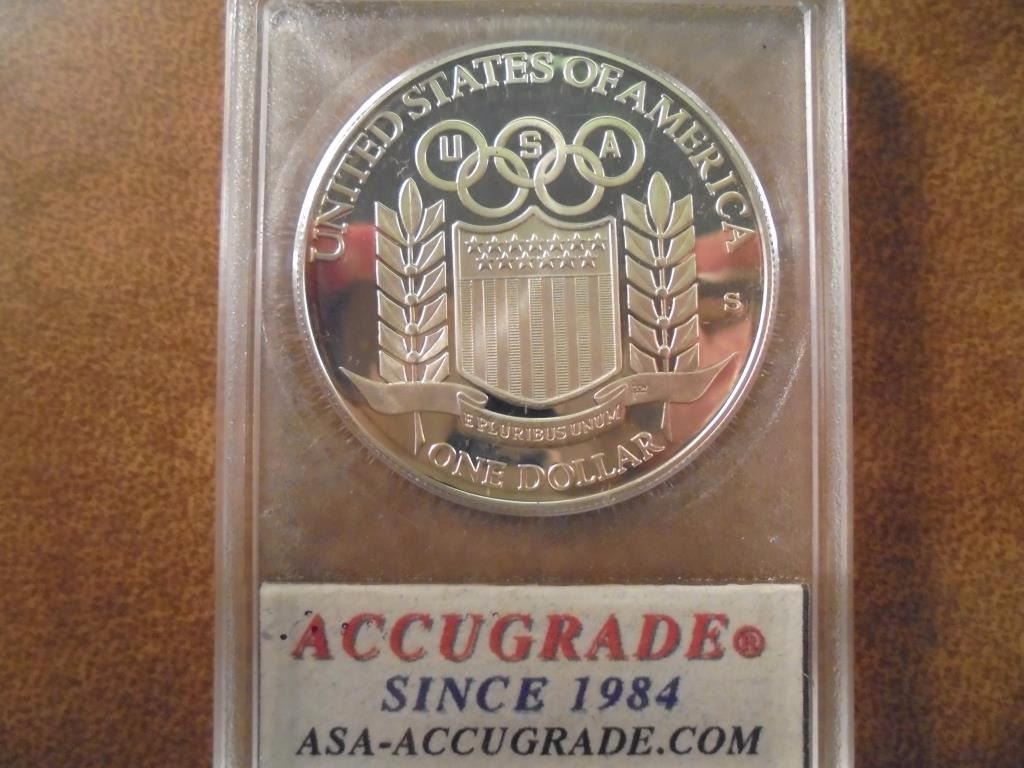 UNITED STATES OF AMERICA
U S A
S
E PLURIBUS UNUM
ONE DOLLAR
ACCUGRADE®
SINCE 1984
ASA-ACCUGRADE.COM